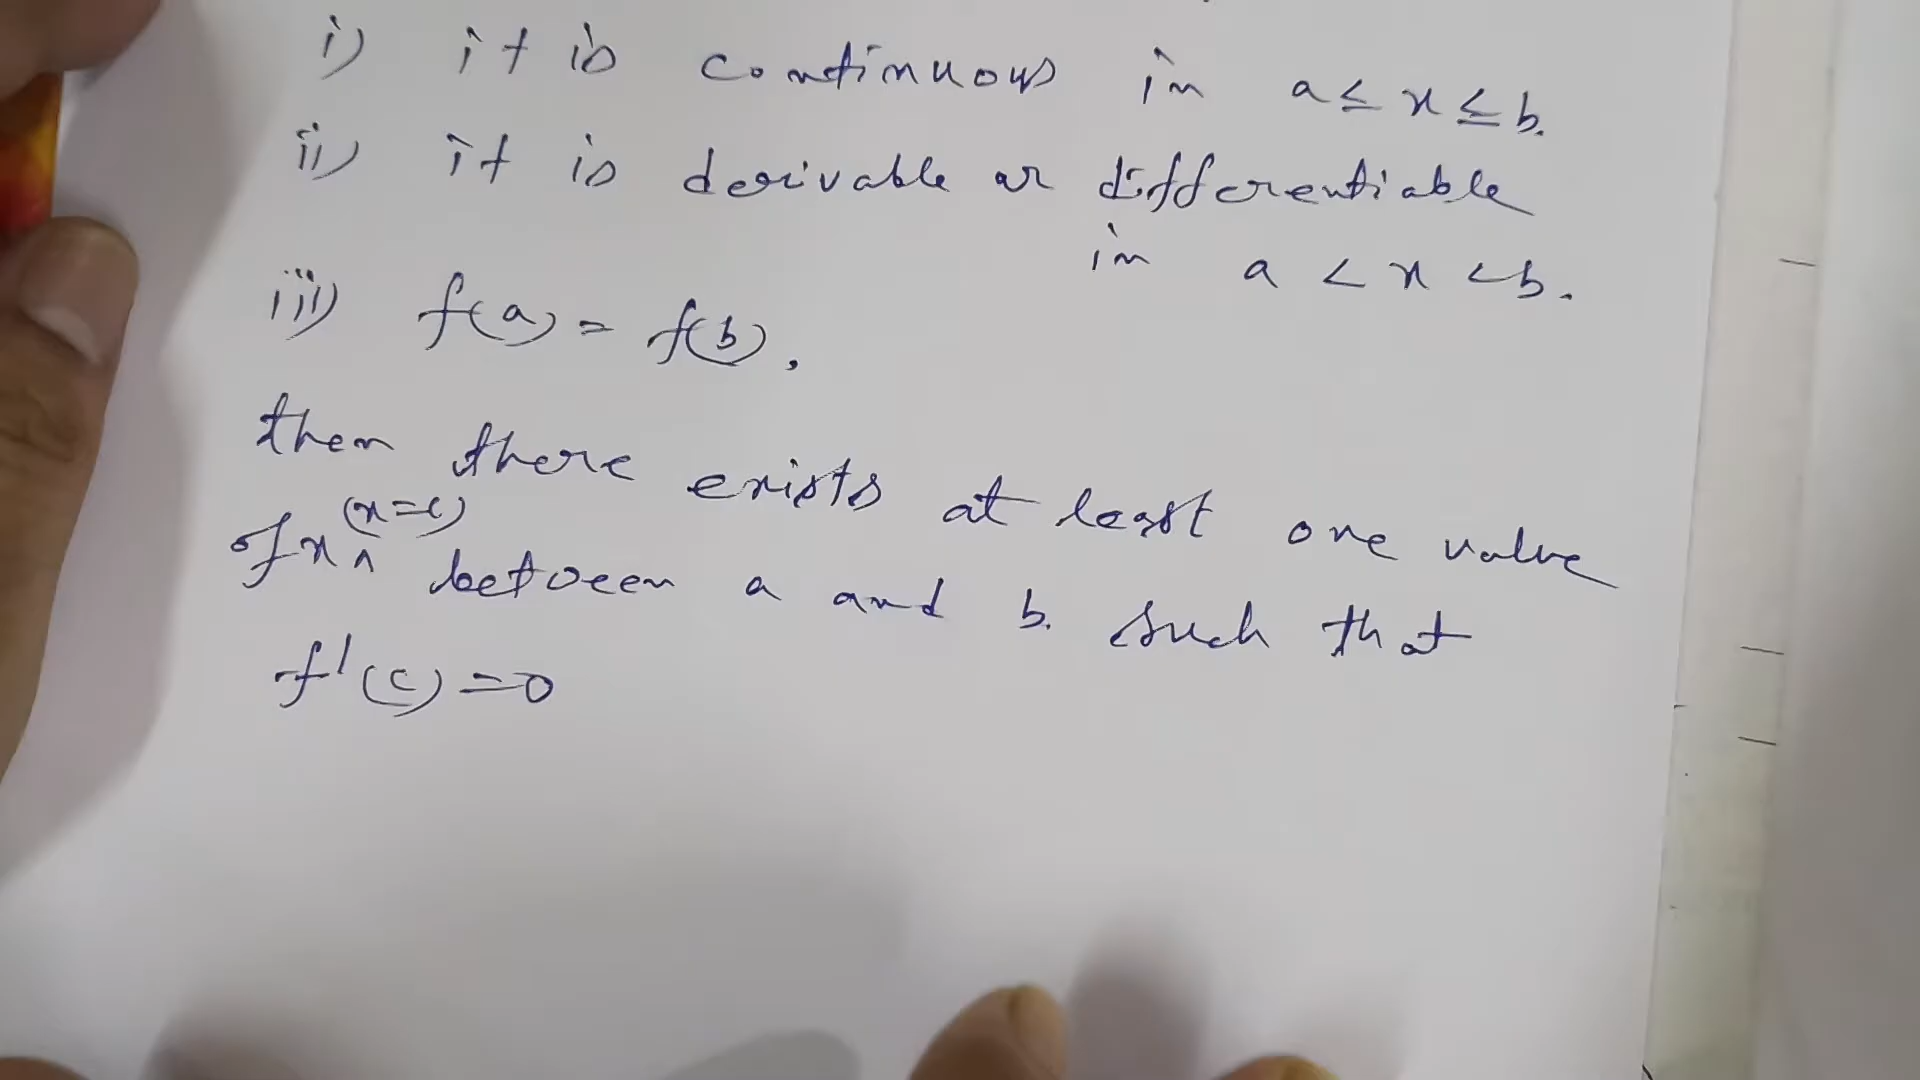 i) it is continuous in a ≤ x ≤ b.
ii) it is derivable or differentiable
in a < x < b.
iii) f(a) = f(b).
then there exists at least one value
(x=c)
of x ^ between a and b. such that
f'(c) = 0